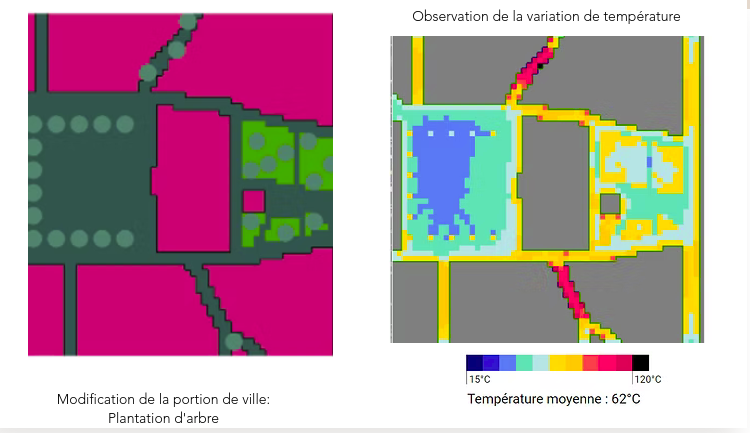 Observation de la variation de température
15°C
120°C
Température moyenne : 62°C
Modification de la portion de ville:
Plantation d'arbre